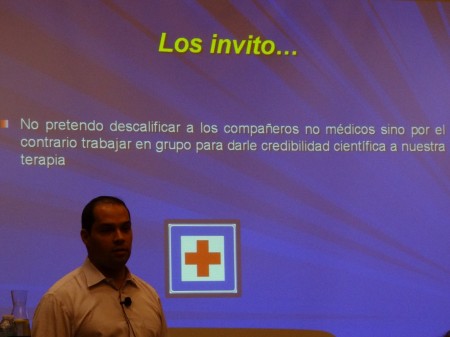 Los invito…
No pretendo descalificar a los compañeros no médicos sino por el
contrario trabajar en grupo para darle credibilidad científica a nuestra
terapia